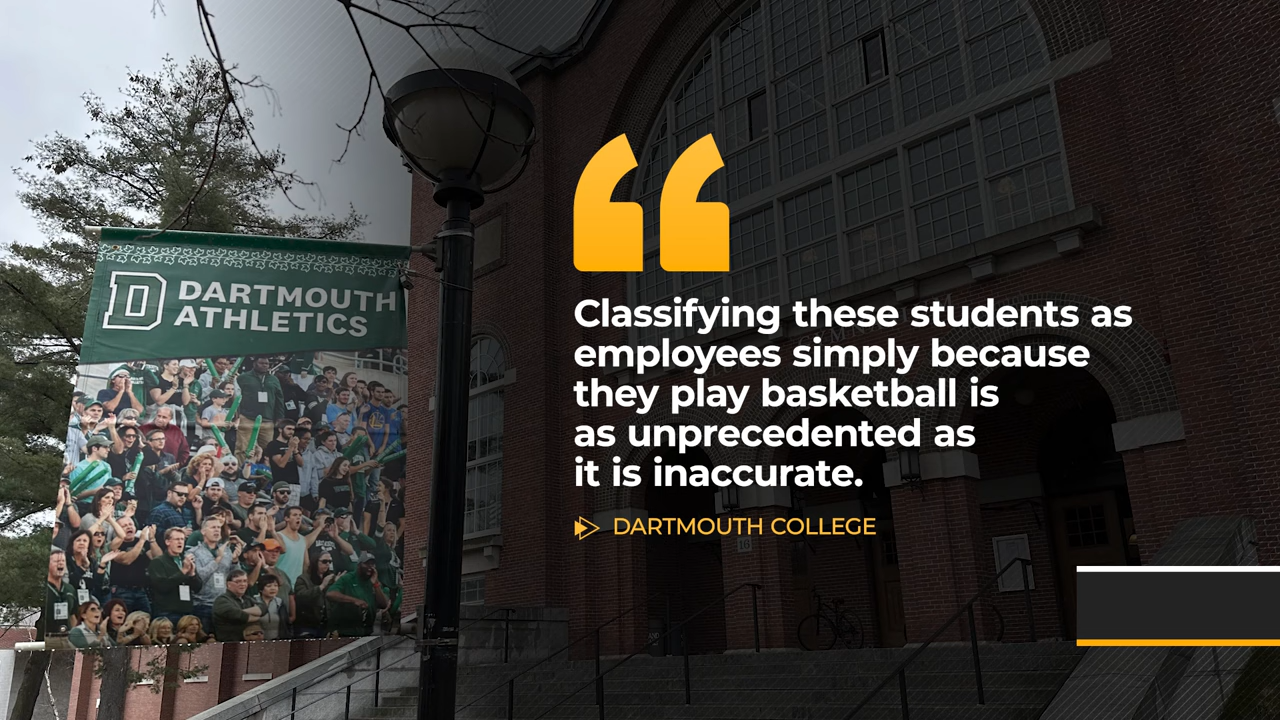 D DARTMOUTH
ATHLETICS
Classifying these students as
employees simply because
they play basketball is
as unprecedented as
it is inaccurate.
DARTMOUTH COLLEGE
16